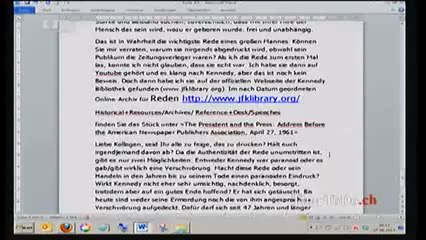 Mensch das sein kann, wozu er geboren wurde: frei und unabhängig.
Das ist in Wahrheit die wichtigste Rede eines großen Mannes. Können
Sie mir verraten, warum sie nirgends abgedruckt wird, obwohl sein
Publikum die Zeitungsverleger waren? Als ich die Rede zum ersten Mal
las, konnte ich nicht glauben, dass sie echt war. Ich habe sie dann auf
Youtube gehört und es klang nach Kennedy, aber das ist noch kein
Beweis. Doch dann habe ich sie auf der offiziellen Webseite der Kennedy
Bibliothek gefunden (www.jfklibrary.org). Im nach Datum geordneten
Online-Archiv für Reden http://www.jfklibrary.org/
Historical+Resources/Archives/ Reference+Desk/Speeches
finden Sie das Stück unter »The President and the Press: Address Before
the American Newspaper Publishers Association, April 27, 1961«
Liebe Kollegen, seid Ihr alle zu feige, das zu drucken? Hält euch
irgendjemand davon ab? Da die Authentizität der Rede unumstritten ist,
gibt es nur zwei Möglichkeiten: Entweder Kennedy war paranoid oder es
gab/gibt wirklich eine Verschwörung. Macht diese Rede oder sein
Handeln in den Jahren bis zu seinem Tode einen paranoiden Eindruck?
Wirkt Kennedy nicht eher sehr umsichtig, nachdenklich, besorgt,
trotzdem aber auf ein gutes Ende hoffend? Er hat sich getäuscht. Bis
heute sind weder seine Ermordung noch die von ihm angesproch
Verschwörung aufgedeckt. Dafür darf sich seit 47 Jahren und länger
.ch